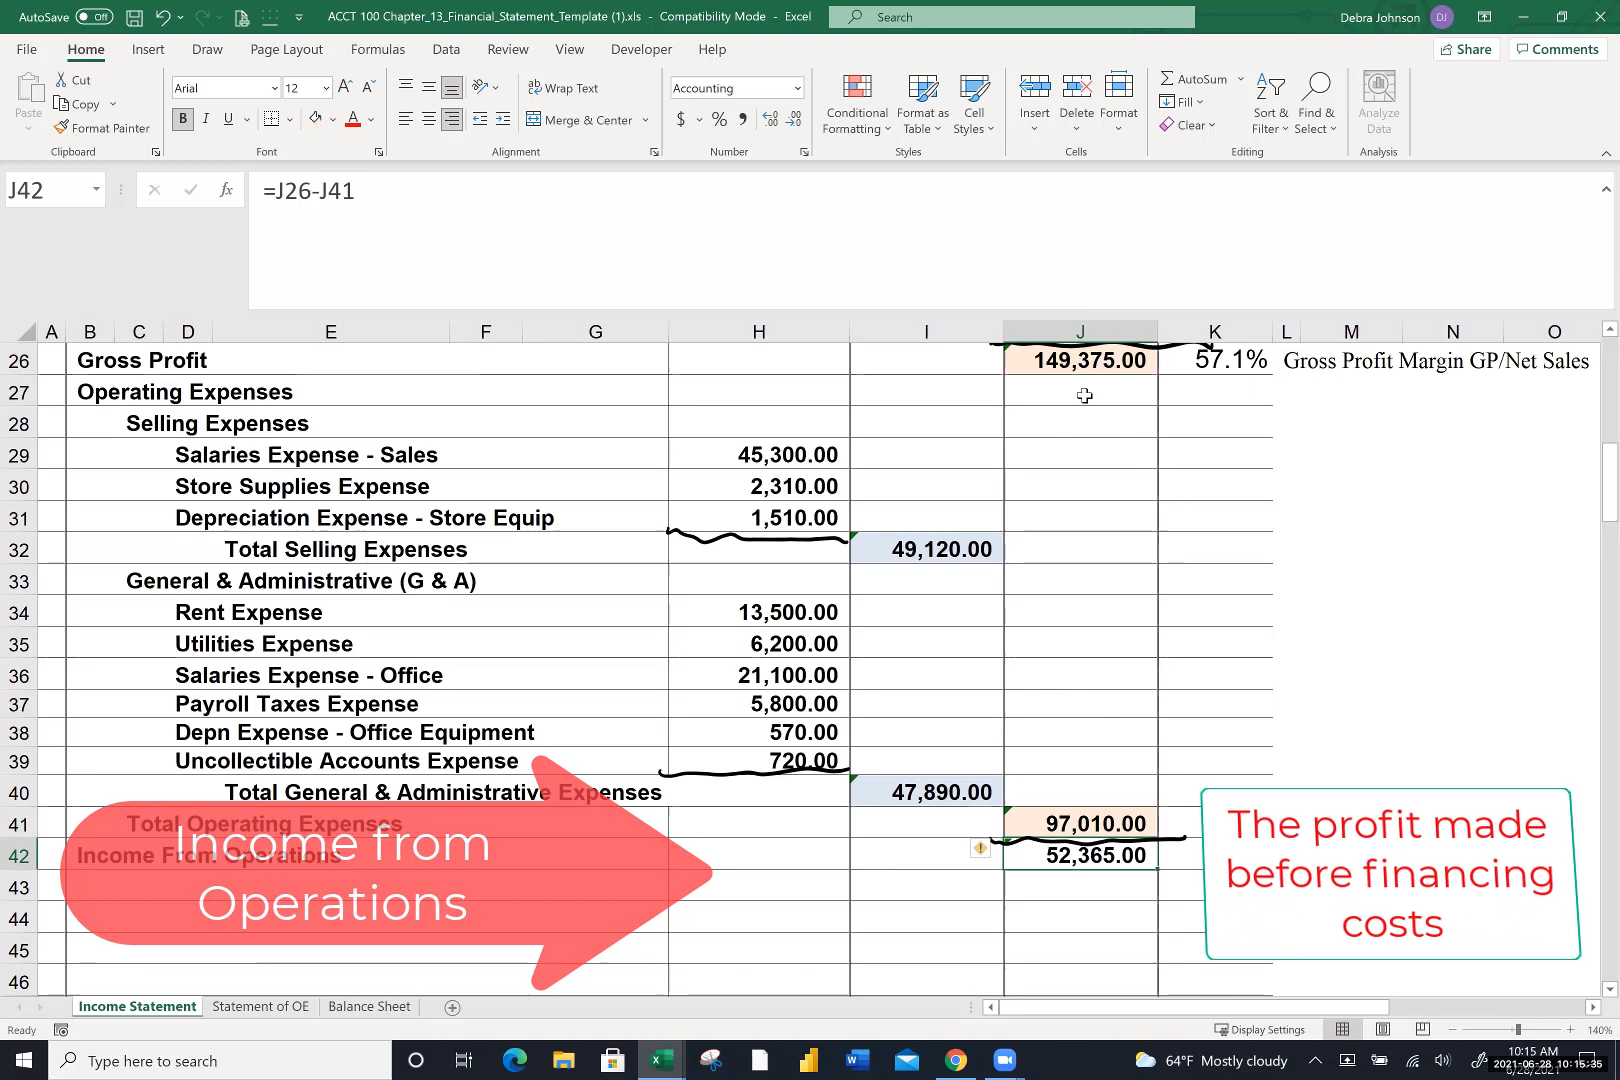 AutoSave Off ACCT 100 Chapter_13_Financial_Statement_Template (1).xls - Compatibility Mode - Excel Search Debra Johnson DJ
File Home Insert Draw Page Layout Formulas Data Review View Developer Help Share Comments
Paste Cut Copy Format Painter Clipboard
Arial 12 Font
Wrap Text Merge & Center Alignment
Accounting Number
Conditional Formatting Format as Table Cell Styles Styles
Insert Delete Format Cells
AutoSum Fill Clear Sort & Filter Find & Select Editing
Analyze Data Analysis
J42 fx =J26-J41
A B C D E F G H I J K L M N O
26 Gross Profit 149,375.00 57.1% Gross Profit Margin GP/Net Sales
27 Operating Expenses
28 Selling Expenses
29 Salaries Expense - Sales 45,300.00
30 Store Supplies Expense 2,310.00
31 Depreciation Expense - Store Equip 1,510.00
32 Total Selling Expenses 49,120.00
33 General & Administrative (G & A)
34 Rent Expense 13,500.00
35 Utilities Expense 6,200.00
36 Salaries Expense - Office 21,100.00
37 Payroll Taxes Expense 5,800.00
38 Depn Expense - Office Equipment 570.00
39 Uncollectible Accounts Expense 720.00
40 Total General & Administrative Expenses 47,890.00
41 Total Operating Expenses 97,010.00
42 Income From Operations 52,365.00
43
44
45
46
Income from
Operations
The profit made
before financing
costs
Income Statement Statement of OE Balance Sheet
Ready Display Settings 140%
Type here to search 64°F Mostly cloudy 10:15 AM
2021-06-28 10:15:35